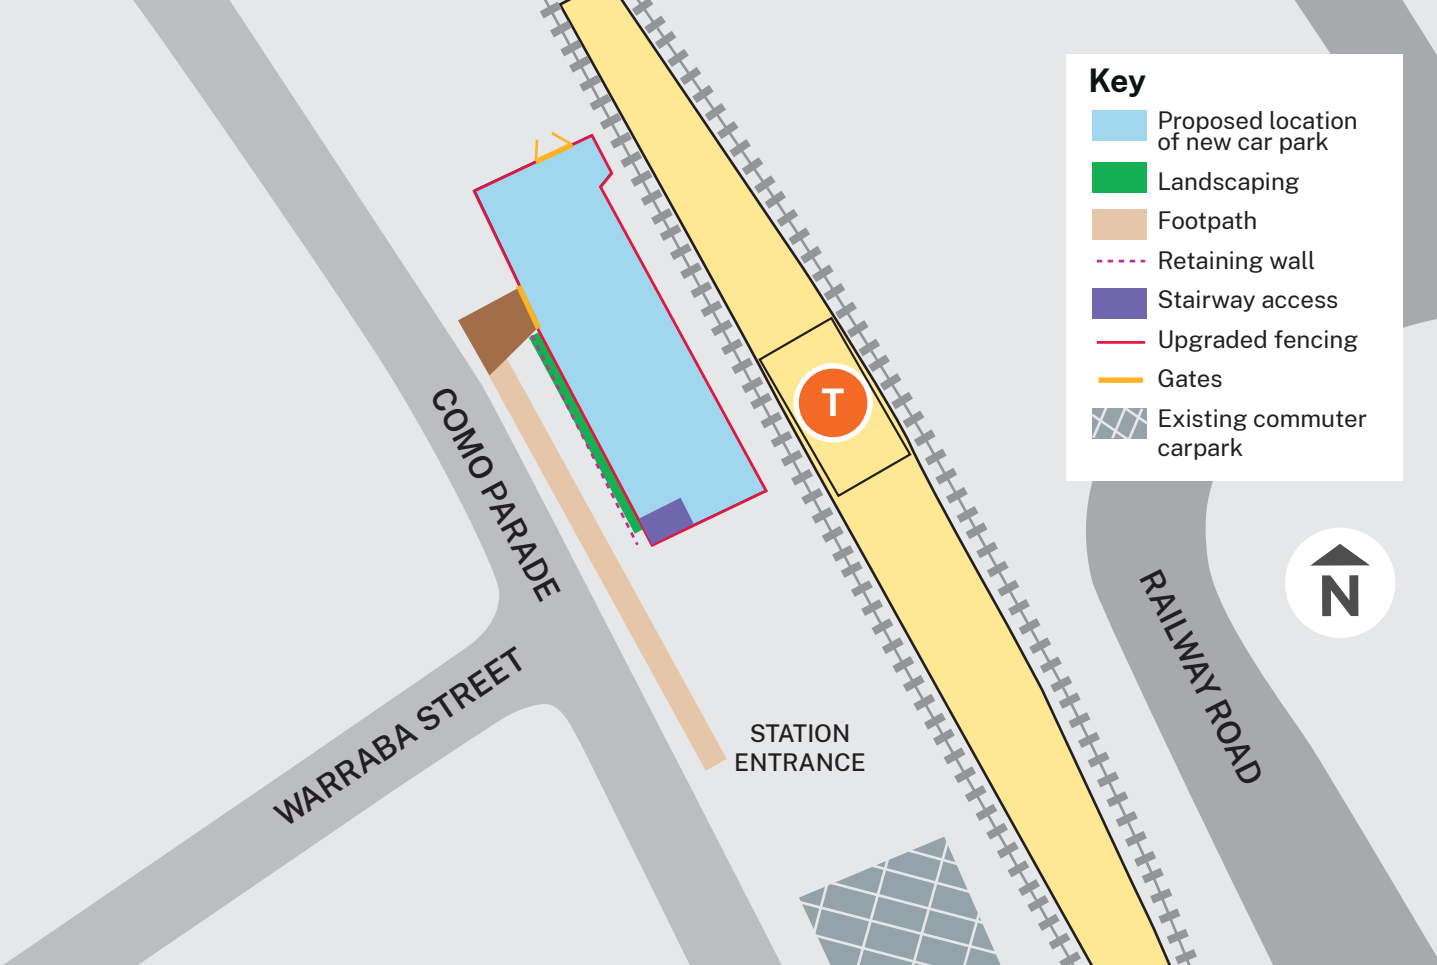 Key
Proposed location
of new car park
Landscaping
Footpath
Retaining wall
Stairway access
Upgraded fencing
Gates
Existing commuter
carpark
T
COMO PARADE
WARRABA STREET
STATION
ENTRANCE
RAILWAY ROAD
N